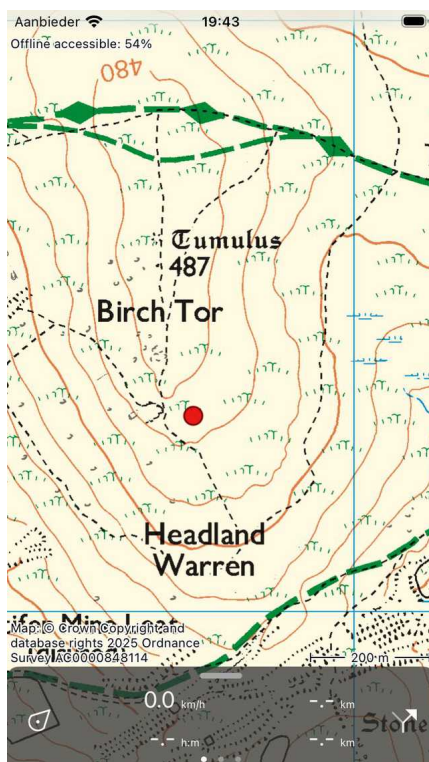 Aanbieder 19:43
Offline accessible: 54%
480
Tumulus
487
Birch Tor
Headland
Warren
Map: © Crown Copyright and
database rights 2025 Ordnance
Survey AC0000848114
200 m
0.0 km/h -.- km
-.- h:m -.- km
Stone